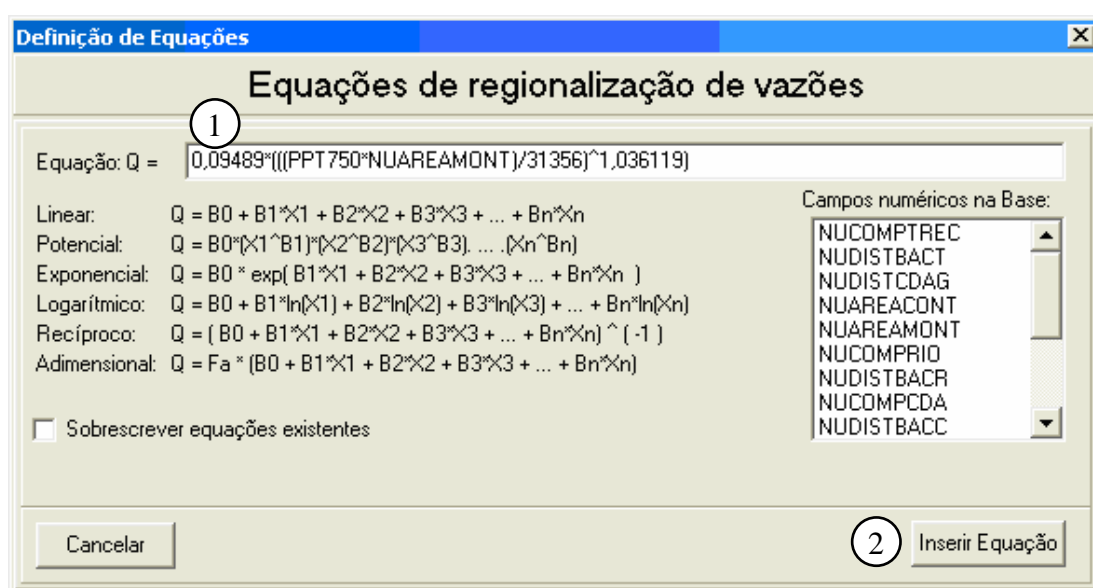 Definição de Equações
Equações de regionalização de vazões
1
Equação: Q = 0,09489*(((PPT750*NUAREAMONT)/31356)^1,036119)
Linear: Q = B0 + B1*X1 + B2*X2 + B3*X3 + ... + Bn*Xn
Potencial: Q = B0*(X1^B1)*(X2^B2)*(X3^B3). ... .(Xn^Bn)
Exponencial: Q = B0 * exp( B1*X1 + B2*X2 + B3*X3 + ... + Bn*Xn )
Logarítmico: Q = B0 + B1*ln(X1) + B2*ln(X2) + B3*ln(X3) + ... + Bn*ln(Xn)
Recíproco: Q = ( B0 + B1*X1 + B2*X2 + B3*X3 + ... + Bn*Xn ) ^ ( -1 )
Adimensional: Q = Fa * (B0 + B1*X1 + B2*X2 + B3*X3 + ... + Bn*Xn)
Campos numéricos na Base:
NUCOMPTREC
NUDISTBACT
NUDISTCDAG
NUAREACONT
NUAREAMONT
NUCOMPRIO
NUDISTBACR
NUCOMPCDA
NUDISTBACC
Sobrescrever equações existentes
Cancelar
2
Inserir Equação